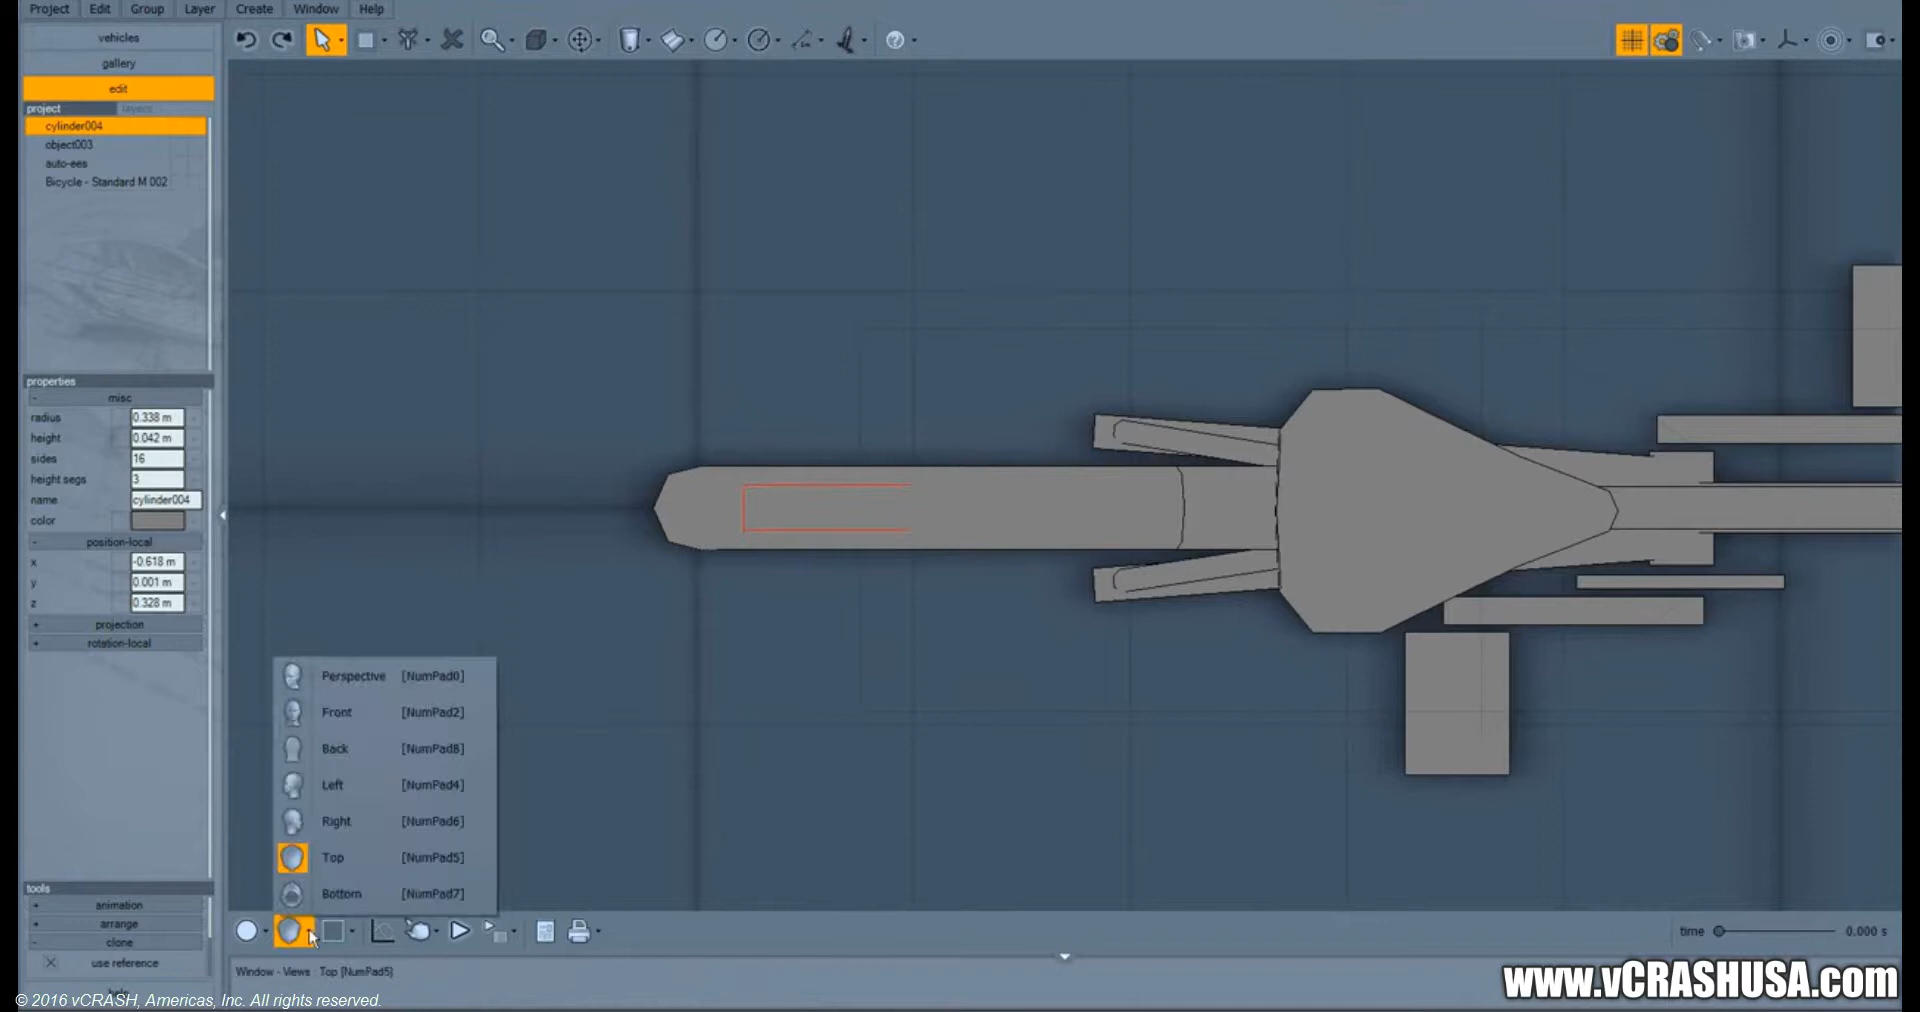 Project Edit Group Layer Create Window Help
vehicles
gallery
edit
project layers
cylinder004
object003
auto-ees
Bicycle - Standard M 002
properties
- misc
radius 0.338 m
height 0.042 m
sides 16
height segs 3
name cylinder004
color
- position-local
x -0.618 m
y 0.001 m
z 0.328 m
+ projection
+ rotation-local
Perspective [NumPad0]
Front [NumPad2]
Back [NumPad8]
Left [NumPad4]
Right [NumPad6]
Top [NumPad5]
Bottom [NumPad7]
tools
+ animation
+ arrange
- clone
use reference
help
time 0.000 s
Window - Views : Top [NumPad5]
www.vCRASHUSA.com
© 2016 vCRASH, Americas, Inc. All rights reserved.